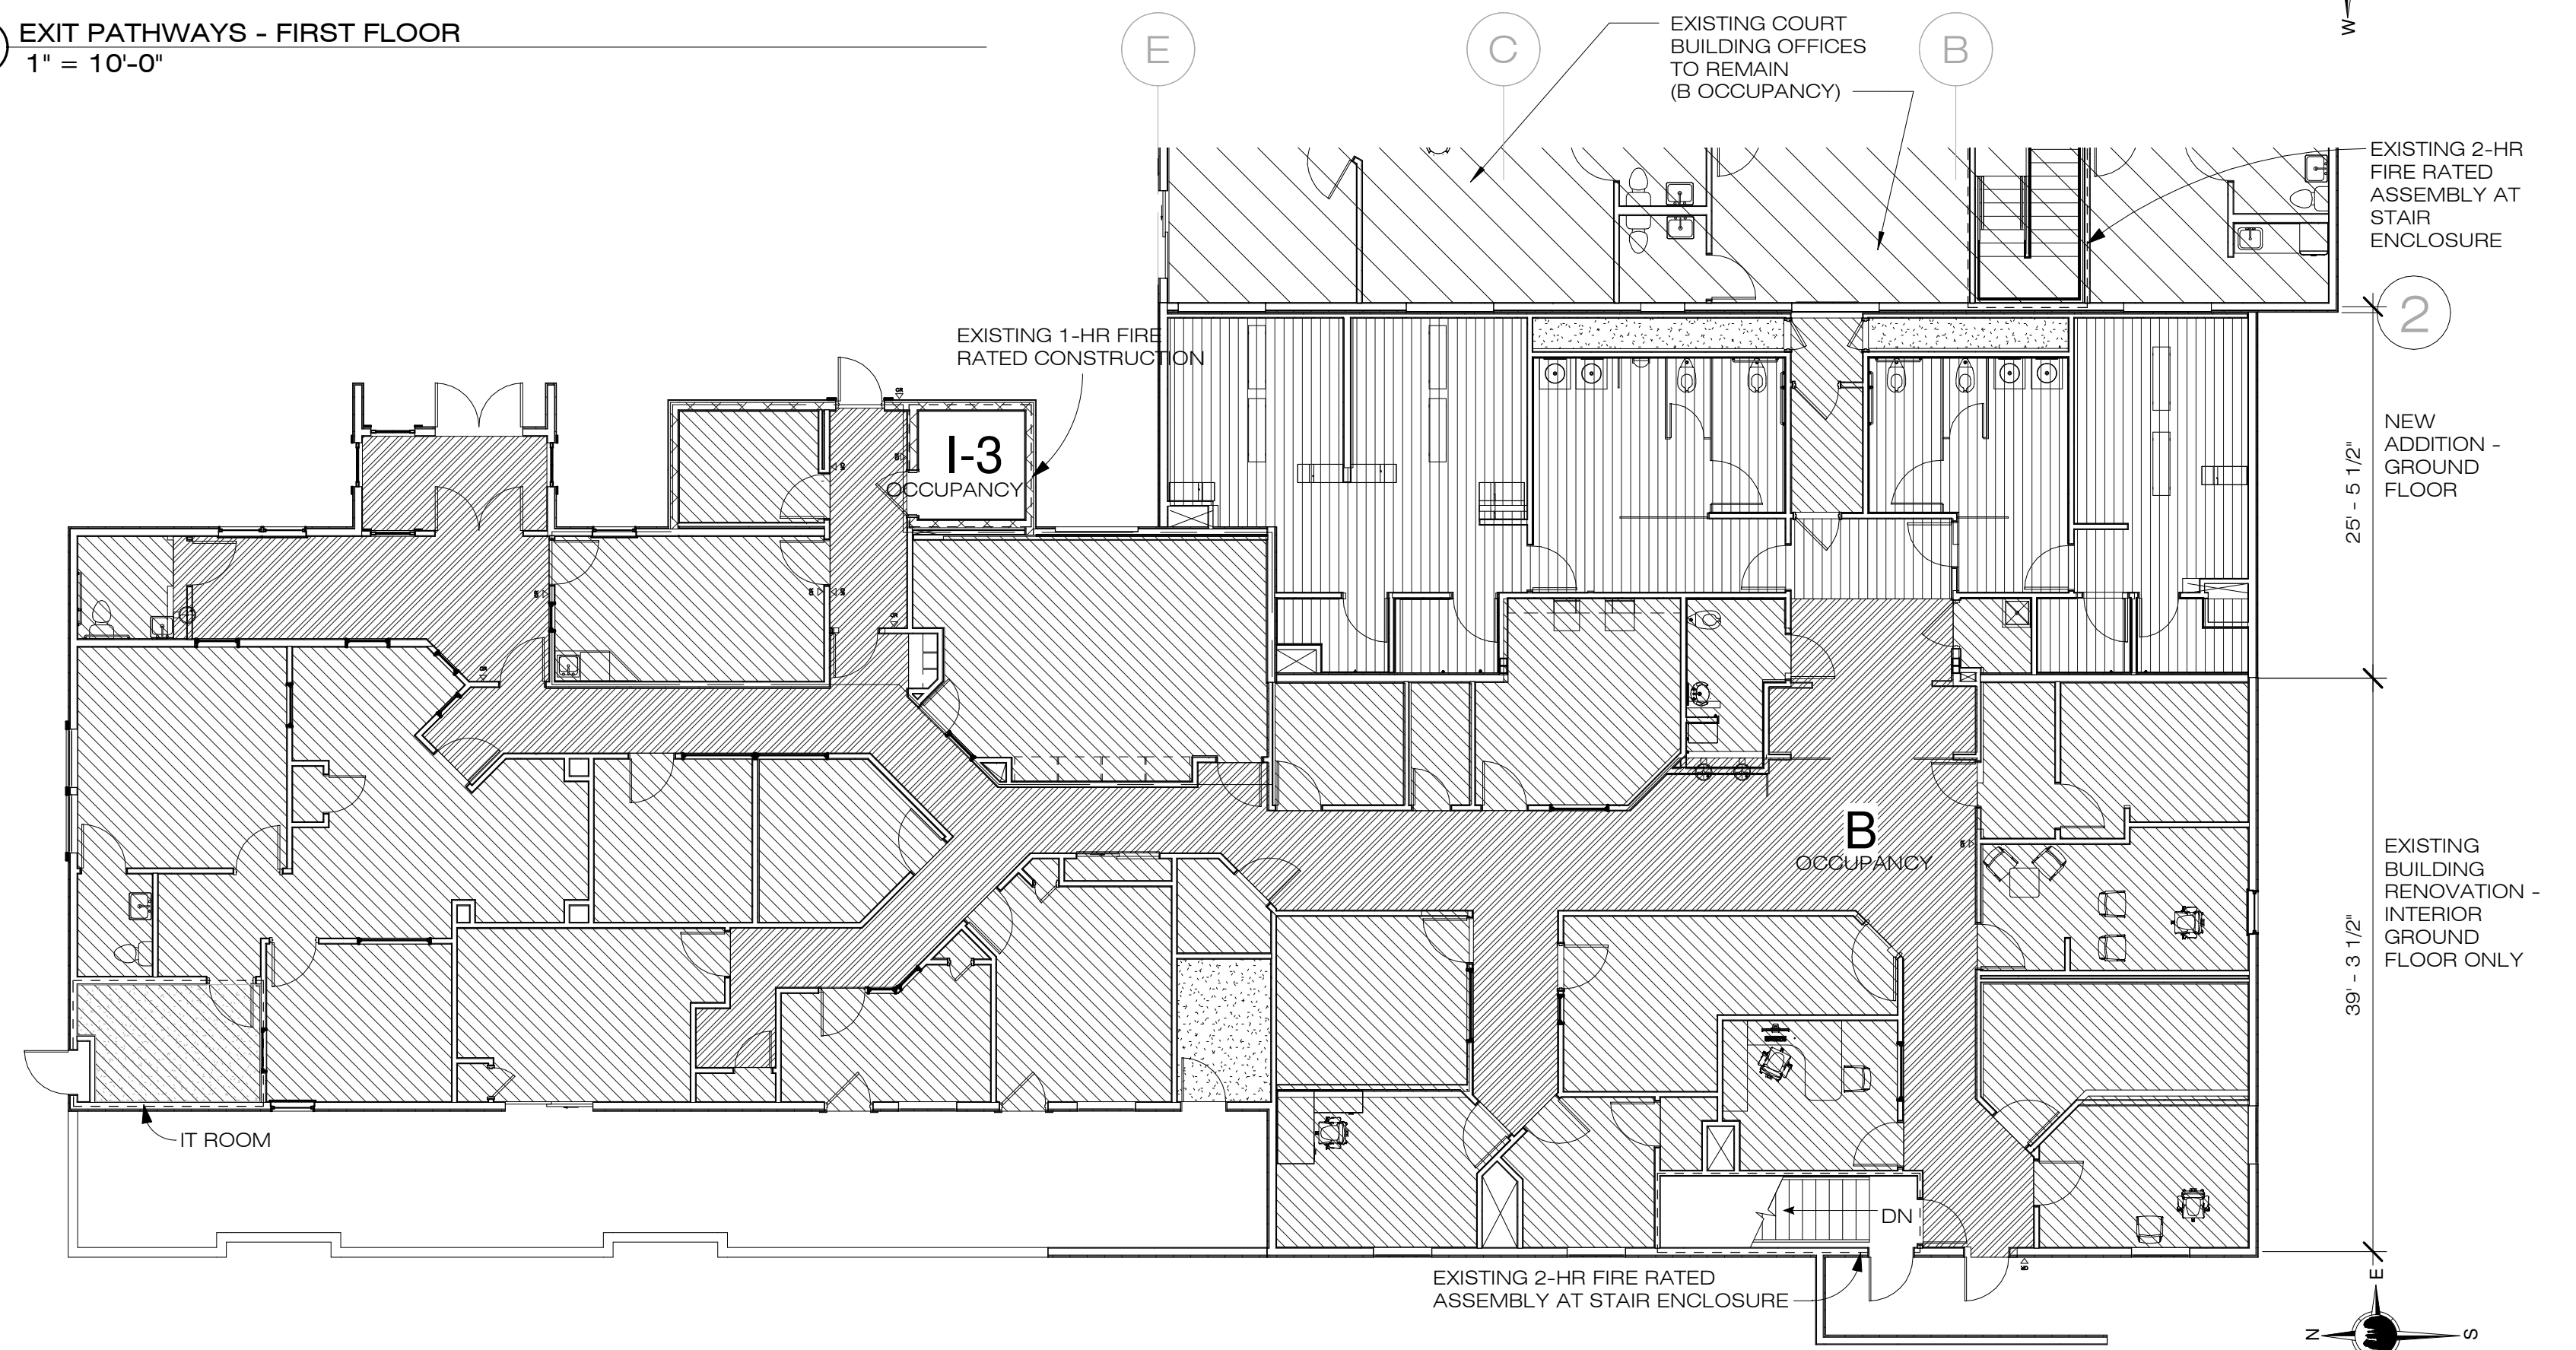 EXIT PATHWAYS - FIRST FLOOR
1" = 10'-0"
E
C
B
EXISTING COURT
BUILDING OFFICES
TO REMAIN
(B OCCUPANCY)
W
EXISTING 2-HR
FIRE RATED
ASSEMBLY AT
STAIR
ENCLOSURE
2
EXISTING 1-HR FIRE
RATED CONSTRUCTION
I-3
OCCUPANCY
25' - 5 1/2"
NEW
ADDITION -
GROUND
FLOOR
B
OCCUPANCY
39' - 3 1/2"
EXISTING
BUILDING
RENOVATION -
INTERIOR
GROUND
FLOOR ONLY
IT ROOM
DN
EXISTING 2-HR FIRE RATED
ASSEMBLY AT STAIR ENCLOSURE
E
N
S